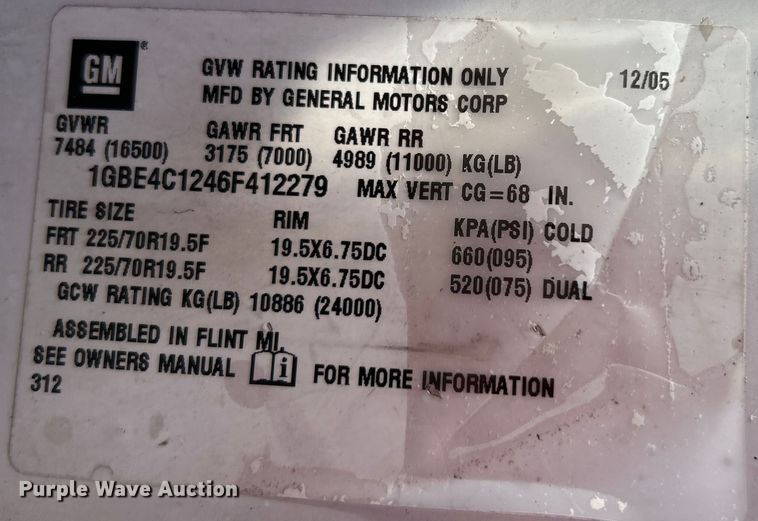 GM ®
GVW RATING INFORMATION ONLY 12/05
MFD BY GENERAL MOTORS CORP
GVWR GAWR FRT GAWR RR
7484 (16500) 3175 (7000) 4989 (11000) KG(LB)
1GBE4C1246F412279 MAX VERT CG=68 IN.
TIRE SIZE RIM KPA(PSI) COLD
FRT 225/70R19.5F 19.5X6.75DC 660(095)
RR 225/70R19.5F 19.5X6.75DC 520(075) DUAL
GCW RATING KG(LB) 10886 (24000)
ASSEMBLED IN FLINT MI.
SEE OWNERS MANUAL i FOR MORE INFORMATION
312
Purple Wave Auction